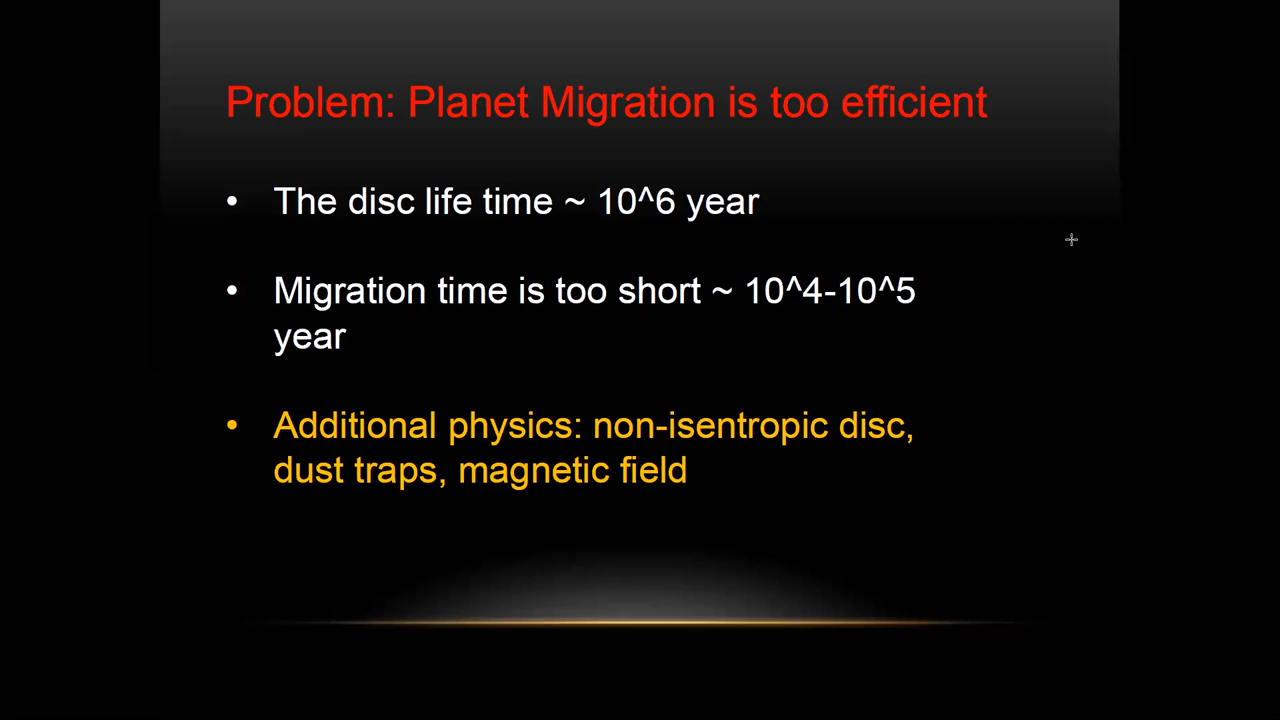 Problem: Planet Migration is too efficient
• The disc life time ~ 10^6 year
• Migration time is too short ~ 10^4-10^5
year
• Additional physics: non-isentropic disc,
dust traps, magnetic field